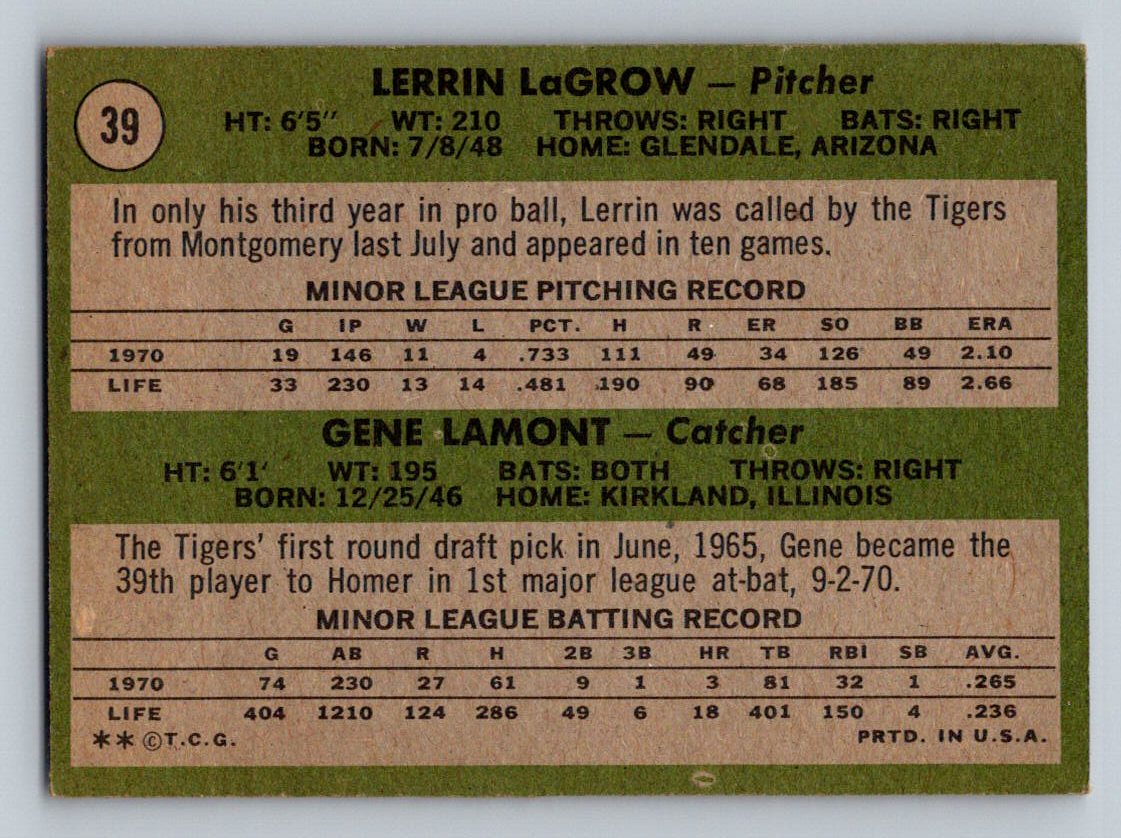 39
LERRIN LaGROW — Pitcher
HT: 6'5" WT: 210 THROWS: RIGHT BATS: RIGHT
BORN: 7/8/48 HOME: GLENDALE, ARIZONA
In only his third year in pro ball, Lerrin was called by the Tigers
from Montgomery last July and appeared in ten games.
MINOR LEAGUE PITCHING RECORD
G IP W L PCT. H R ER SO BB ERA
1970 19 146 11 4 .733 111 49 34 126 49 2.10
LIFE 33 230 13 14 .481 190 90 68 185 89 2.66
GENE LAMONT — Catcher
HT: 6'1' WT: 195 BATS: BOTH THROWS: RIGHT
BORN: 12/25/46 HOME: KIRKLAND, ILLINOIS
The Tigers' first round draft pick in June, 1965, Gene became the
39th player to Homer in 1st major league at-bat, 9-2-70.
MINOR LEAGUE BATTING RECORD
G AB R H 2B 3B HR TB RBI SB AVG.
1970 74 230 27 61 9 1 3 81 32 1 .265
LIFE 404 1210 124 286 49 6 18 401 150 4 .236
** ©T.C.G. PRTD. IN U.S.A.